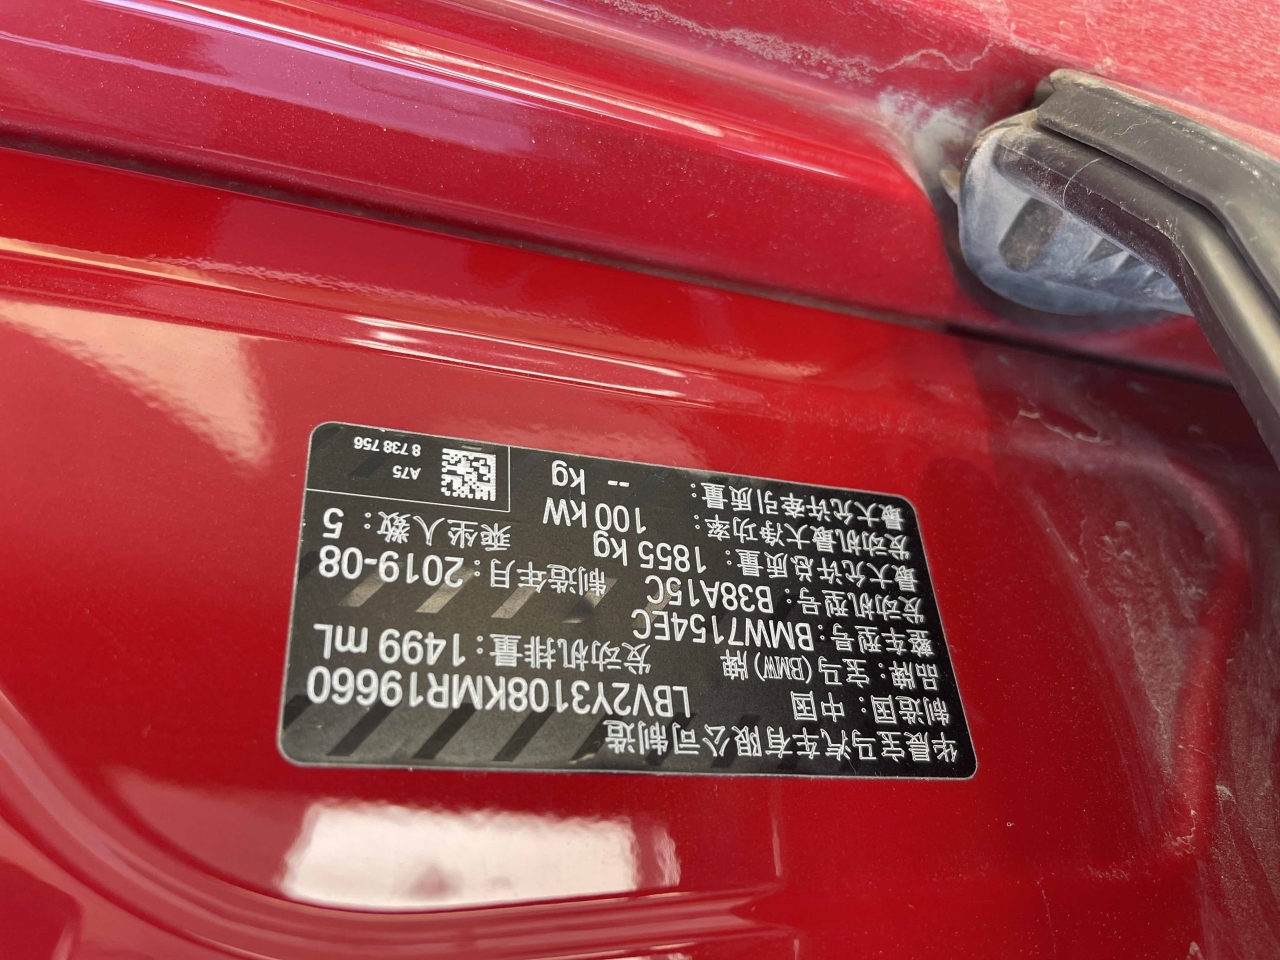 华晨宝马汽车有限公司制造
制造国：中国 LBV2Y3108KMR19660
品牌：宝马(BMW)牌 发动机排量：1499 mL
整车型号：BMW7154EC
发动机型号：B38A15C 制造年月：2019-08
最大允许总质量：1855 kg 乘坐人数：5
发动机最大净功率：100 kW
最大允许牵引质量：-- kg
A75
8 738 756